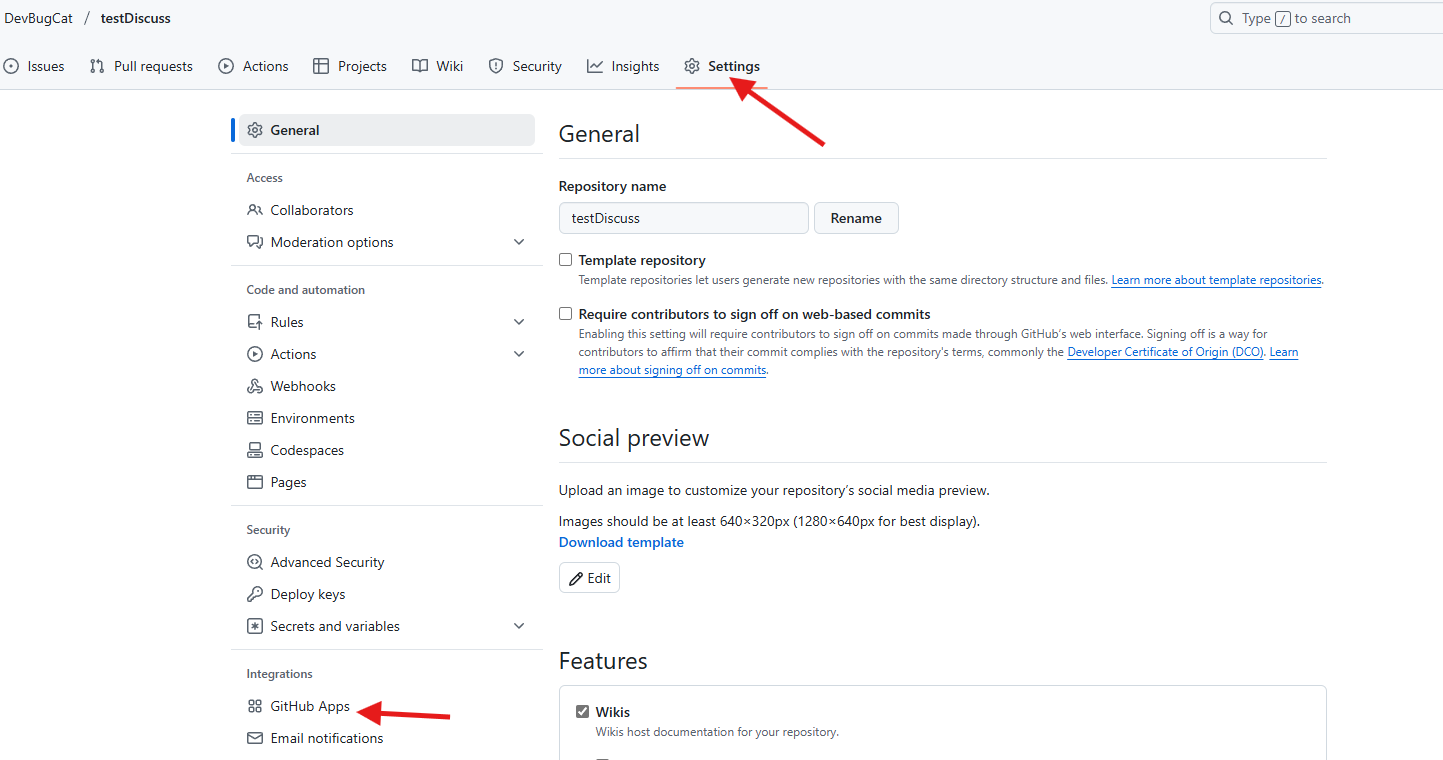 DevBugCat / testDiscuss
Type / to search
Issues Pull requests Actions Projects Wiki Security Insights Settings
General
Access
Collaborators
Moderation options
Code and automation
Rules
Actions
Webhooks
Environments
Codespaces
Pages
Security
Advanced Security
Deploy keys
Secrets and variables
Integrations
GitHub Apps
Email notifications
General
Repository name
testDiscuss Rename
Template repository
Template repositories let users generate new repositories with the same directory structure and files. Learn more about template repositories.
Require contributors to sign off on web-based commits
Enabling this setting will require contributors to sign off on commits made through GitHub's web interface. Signing off is a way for
contributors to affirm that their commit complies with the repository's terms, commonly the Developer Certificate of Origin (DCO). Learn
more about signing off on commits.
Social preview
Upload an image to customize your repository's social media preview.
Images should be at least 640×320px (1280×640px for best display).
Download template
Edit
Features
Wikis
Wikis host documentation for your repository.